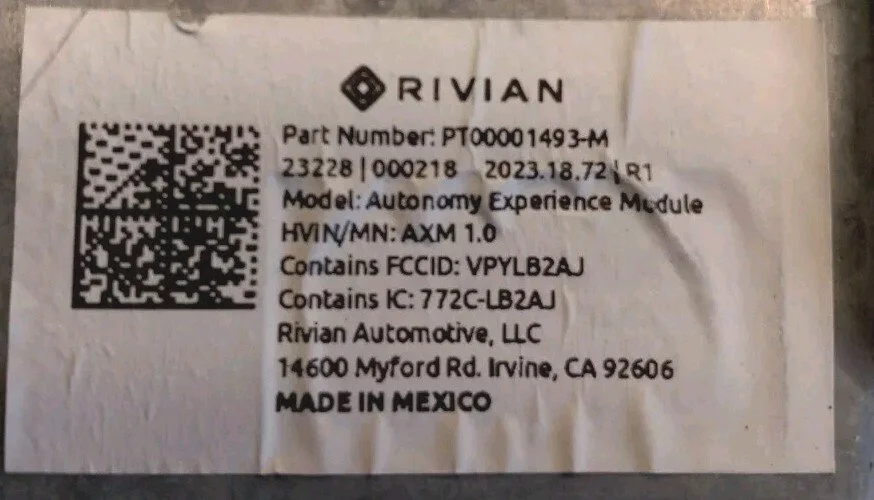 RIVIAN
Part Number: PT00001493-M
23228 | 000218 2023.18.72 | R1
Model: Autonomy Experience Module
HVIN/MN: AXM 1.0
Contains FCCID: VPYLB2AJ
Contains IC: 772C-LB2AJ
Rivian Automotive, LLC
14600 Myford Rd. Irvine, CA 92606
MADE IN MEXICO